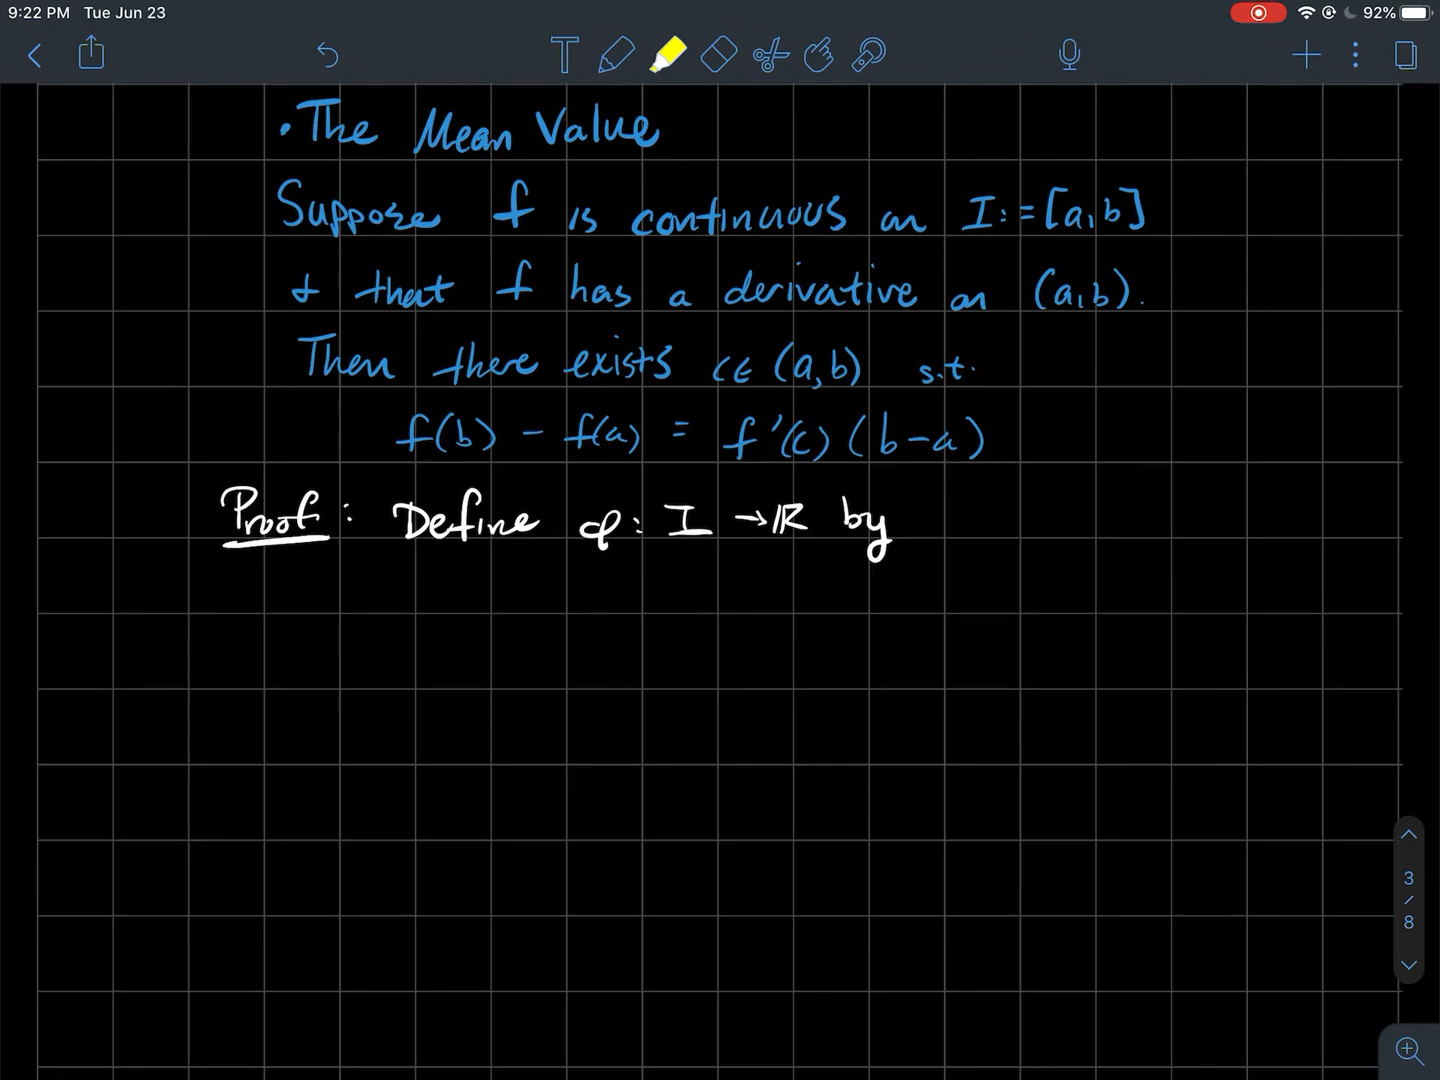 9:22 PM Tue Jun 23
92%
• The Mean Value
Suppose f is continuous on I := [a,b]
& that f has a derivative on (a,b).
Then there exists c ∈ (a,b) s.t.
f(b) - f(a) = f'(c) (b-a)
Proof: Define φ: I → ℝ by
3
/
8